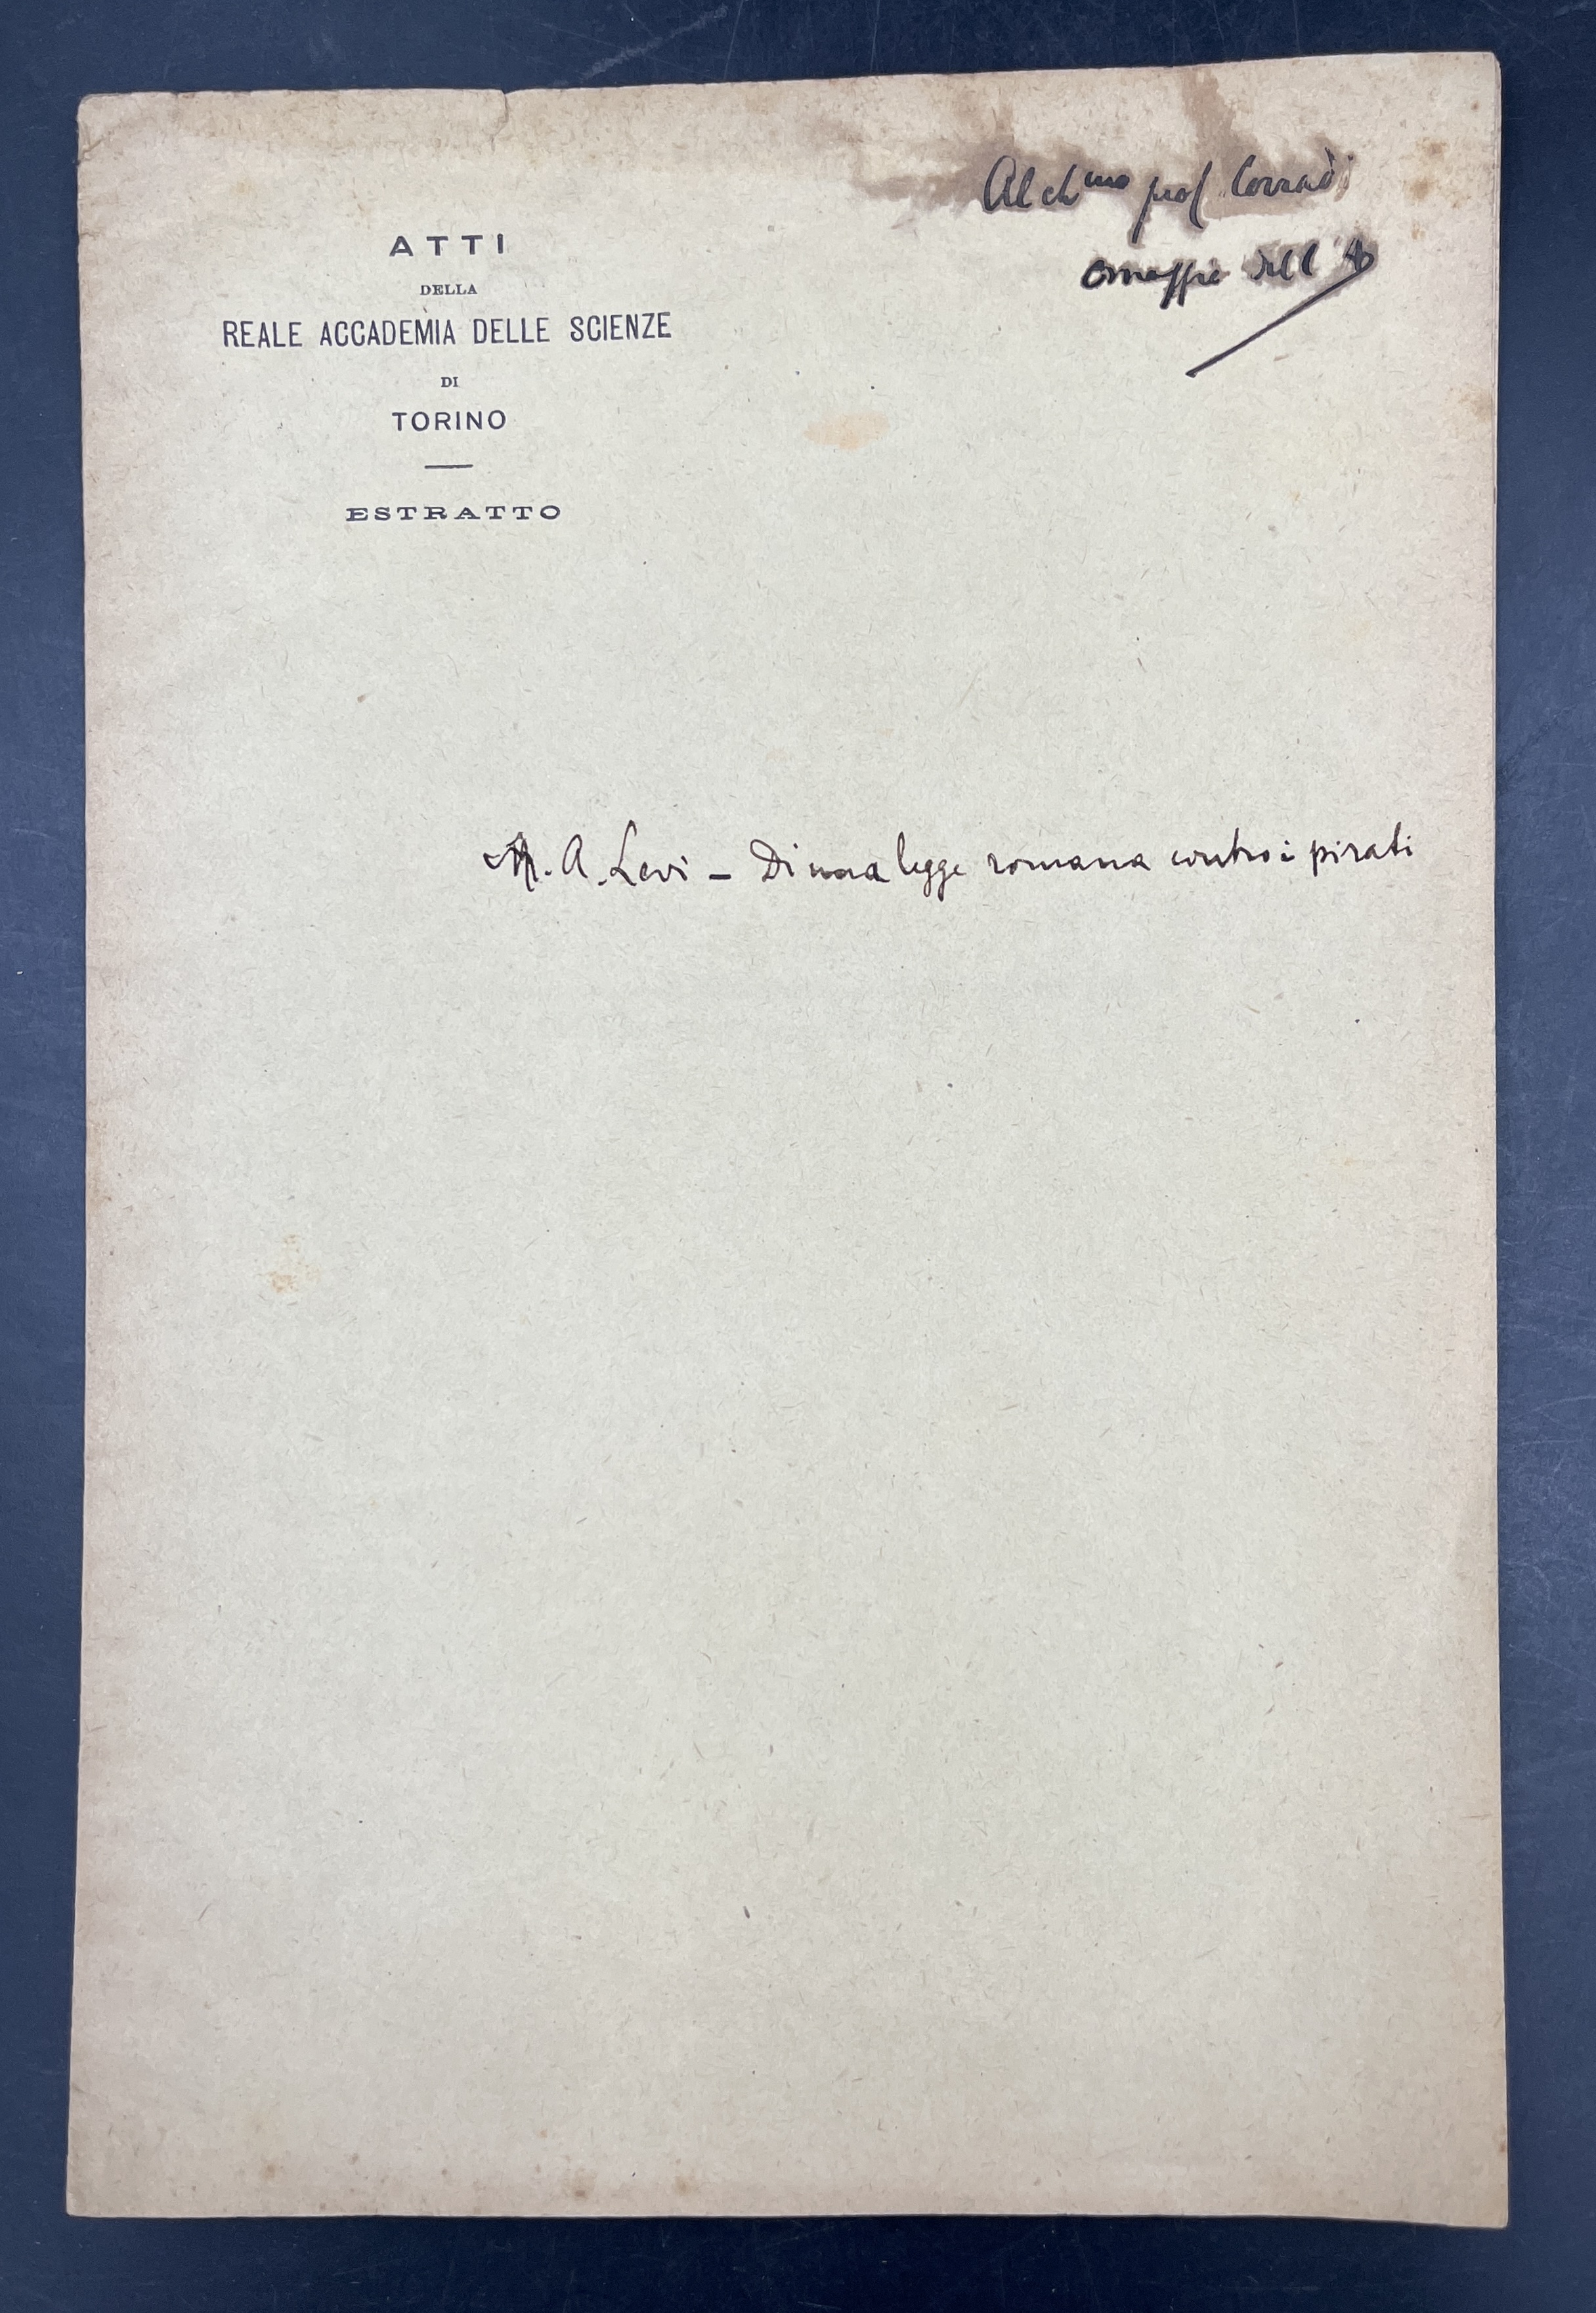 ATTI
DELLA
REALE ACCADEMIA DELLE SCIENZE
DI
TORINO
ESTRATTO
Al ch mo prof. Corradi
omaggio dell'A
M. A. Levi – Di una legge romana contro i pirati